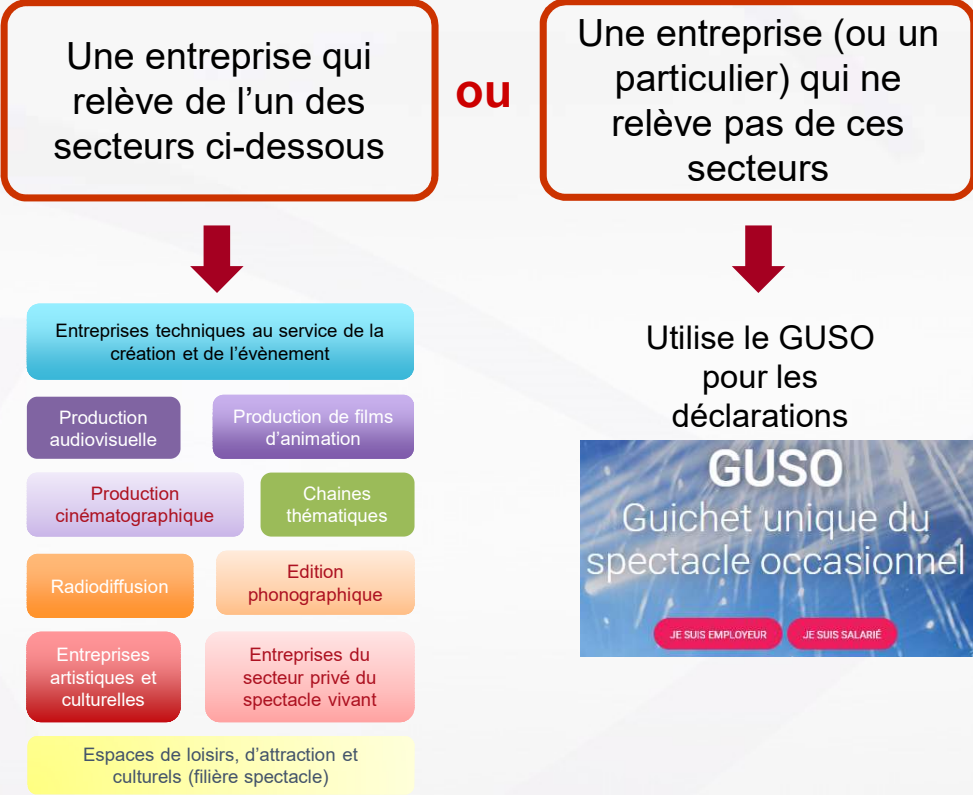 Une entreprise qui
relève de l'un des
secteurs ci-dessous
ou
Une entreprise (ou un
particulier) qui ne
relève pas de ces
secteurs
Entreprises techniques au service de la
création et de l'évènement
Production
audiovisuelle
Production de films
d'animation
Production
cinématographique
Chaines
thématiques
Radiodiffusion
Edition
phonographique
Entreprises
artistiques et
culturelles
Entreprises du
secteur privé du
spectacle vivant
Espaces de loisirs, d'attraction et
culturels (filière spectacle)
Utilise le GUSO
pour les
déclarations
GUSO
Guichet unique du
spectacle occasionnel
JE SUIS EMPLOYEUR
JE SUIS SALARIÉ